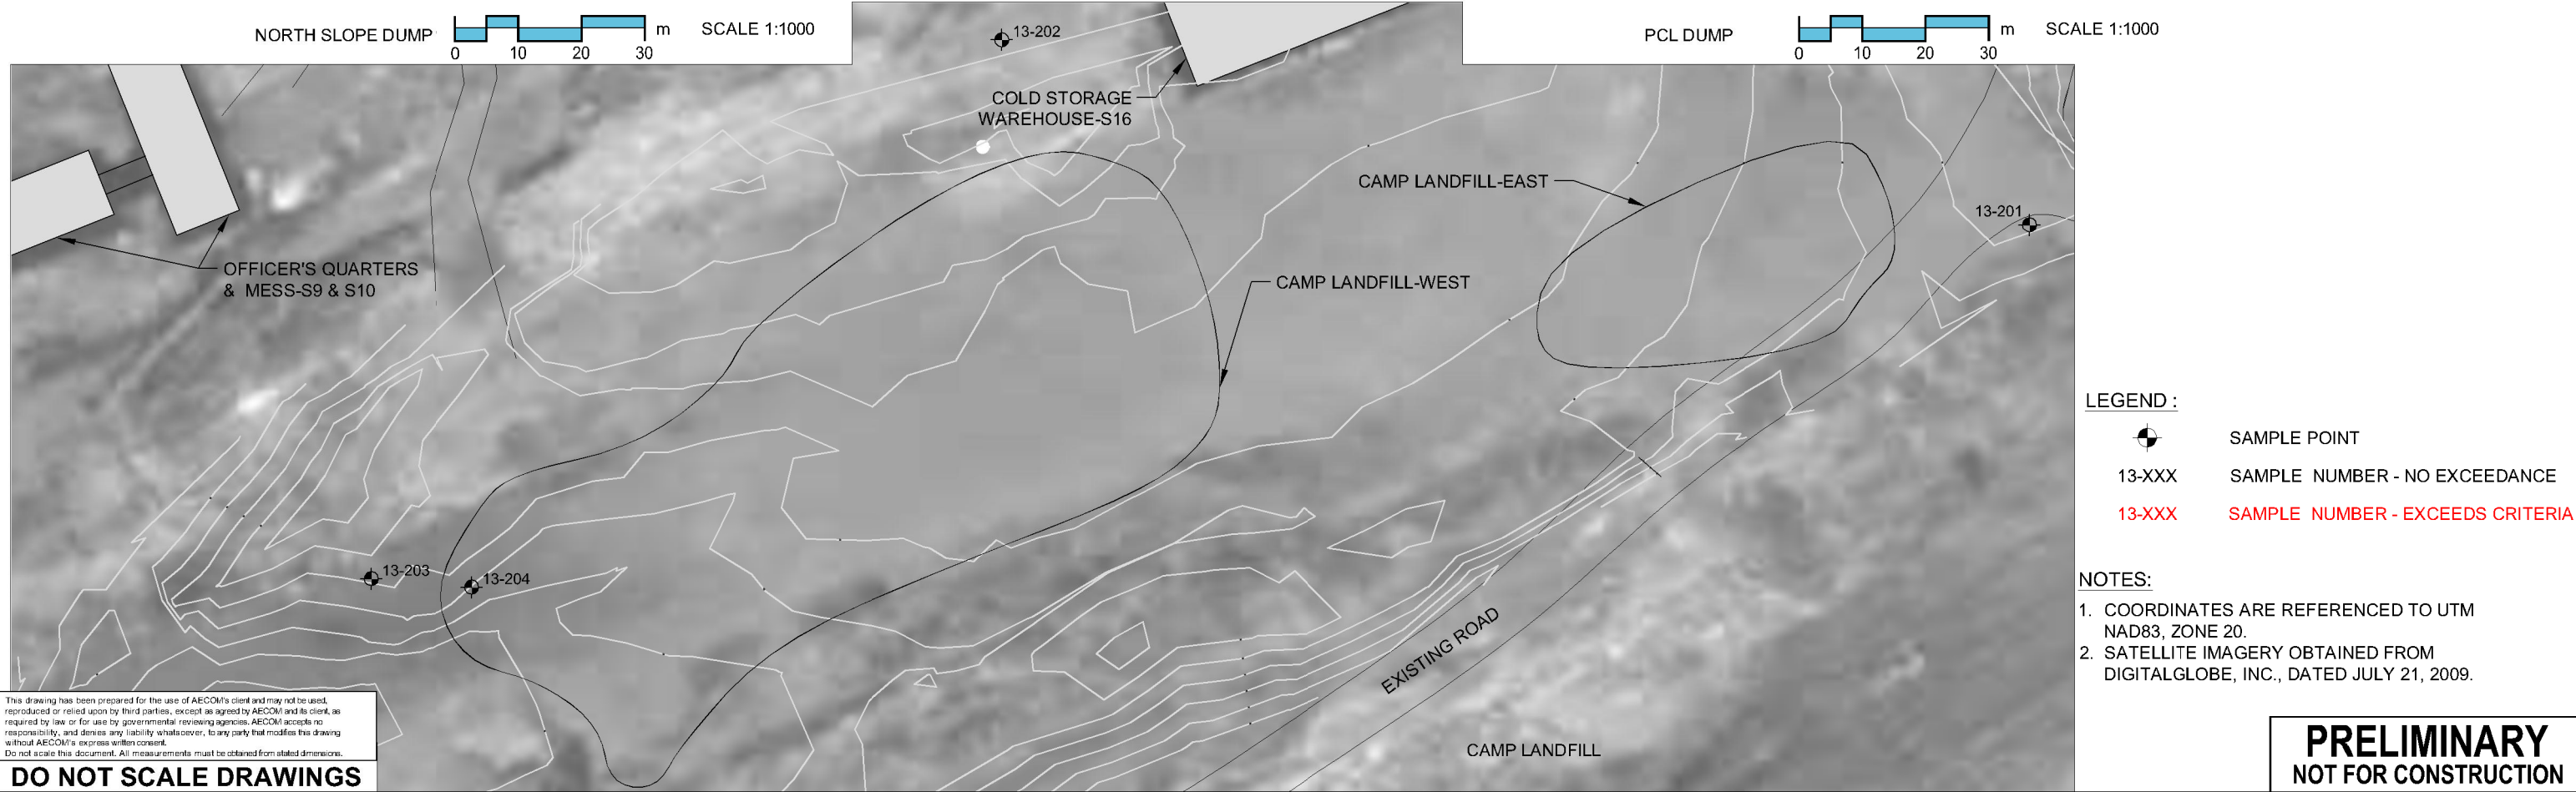 NORTH SLOPE DUMP
0 10 20 30 m
SCALE 1:1000
PCL DUMP
0 10 20 30 m
SCALE 1:1000
13-202
COLD STORAGE
WAREHOUSE-S16
CAMP LANDFILL-EAST
13-201
OFFICER'S QUARTERS
& MESS-S9 & S10
CAMP LANDFILL-WEST
13-203
13-204
EXISTING ROAD
CAMP LANDFILL
LEGEND :
SAMPLE POINT
13-XXX SAMPLE NUMBER - NO EXCEEDANCE
13-XXX SAMPLE NUMBER - EXCEEDS CRITERIA
NOTES:
1. COORDINATES ARE REFERENCED TO UTM
NAD83, ZONE 20.
2. SATELLITE IMAGERY OBTAINED FROM
DIGITALGLOBE, INC., DATED JULY 21, 2009.
This drawing has been prepared for the use of AECOM's client and may not be used,
reproduced or relied upon by third parties, except as agreed by AECOM and its client, as
required by law or for use by governmental reviewing agencies. AECOM accepts no
responsibility, and denies any liability whatsoever, to any party that modifies this drawing
without AECOM's express written consent.
Do not scale this document. All measurements must be obtained from stated dimensions.
DO NOT SCALE DRAWINGS
PRELIMINARY
NOT FOR CONSTRUCTION